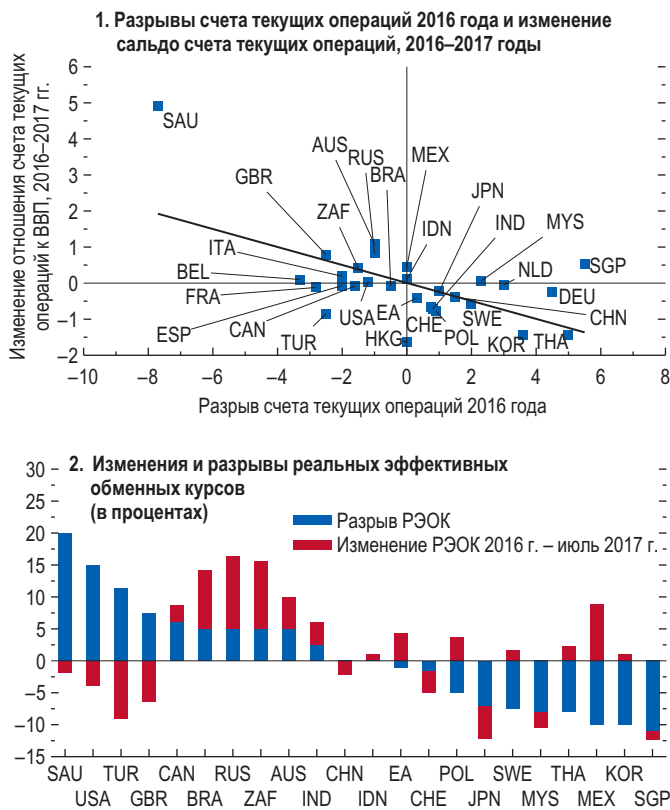 1. Разрывы счета текущих операций 2016 года и изменение
сальдо счета текущих операций, 2016–2017 годы
Изменение отношения счета текущих
операций к ВВП, 2016–2017 гг.
6
5
4
3
2
1
0
–1
–2
SAU
AUS
RUS
BRA
MEX
GBR
JPN
ZAF
IDN
IND
MYS
ITA
BEL
NLD
SGP
FRA
DEU
ESP
CAN
USA
EA
CHE
SWE
CHN
TUR
HKG
POL
KOR
THA
–10 –8 –6 –4 –2 0 2 4 6 8
Разрыв счета текущих операций 2016 года
2. Изменения и разрывы реальных эффективных
обменных курсов
(в процентах)
Разрыв РЭОК
Изменение РЭОК 2016 г. – июль 2017 г.
30
25
20
15
10
5
0
–5
–10
–15
SAU TUR CAN RUS AUS CHN EA POL SWE THA KOR
USA GBR BRA ZAF IND IDN CHE JPN MYS MEX SGP